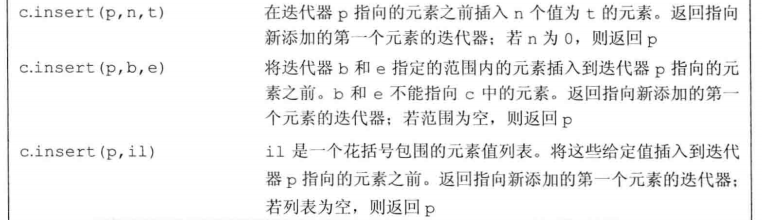 c.insert(p,n,t) 在迭代器 p 指向的元素之前插入 n 个值为 t 的元素。返回指向
新添加的第一个元素的迭代器；若 n 为 0，则返回 p
c.insert(p,b,e) 将迭代器 b 和 e 指定的范围内的元素插入到迭代器 p 指向的元
素之前。b 和 e 不能指向 c 中的元素。返回指向新添加的第一
个元素的迭代器；若范围为空，则返回 p
c.insert(p,il) il 是一个花括号包围的元素值列表。将这些给定值插入到迭代
器 p 指向的元素之前。返回指向新添加的第一个元素的迭代器；
若列表为空，则返回 p